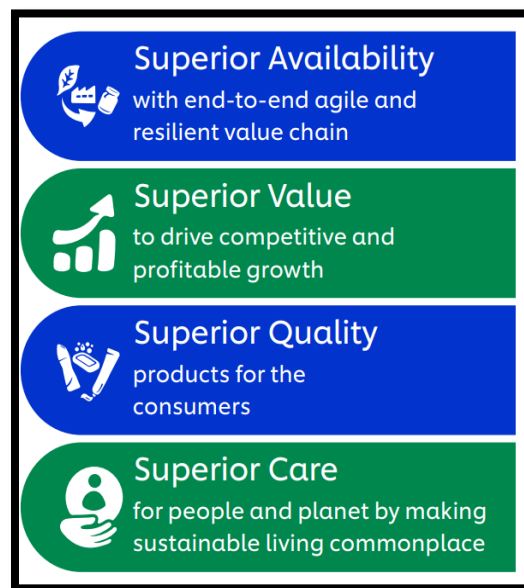 Superior Availability
with end-to-end agile and
resilient value chain
Superior Value
to drive competitive and
profitable growth
Superior Quality
products for the
consumers
Superior Care
for people and planet by making
sustainable living commonplace